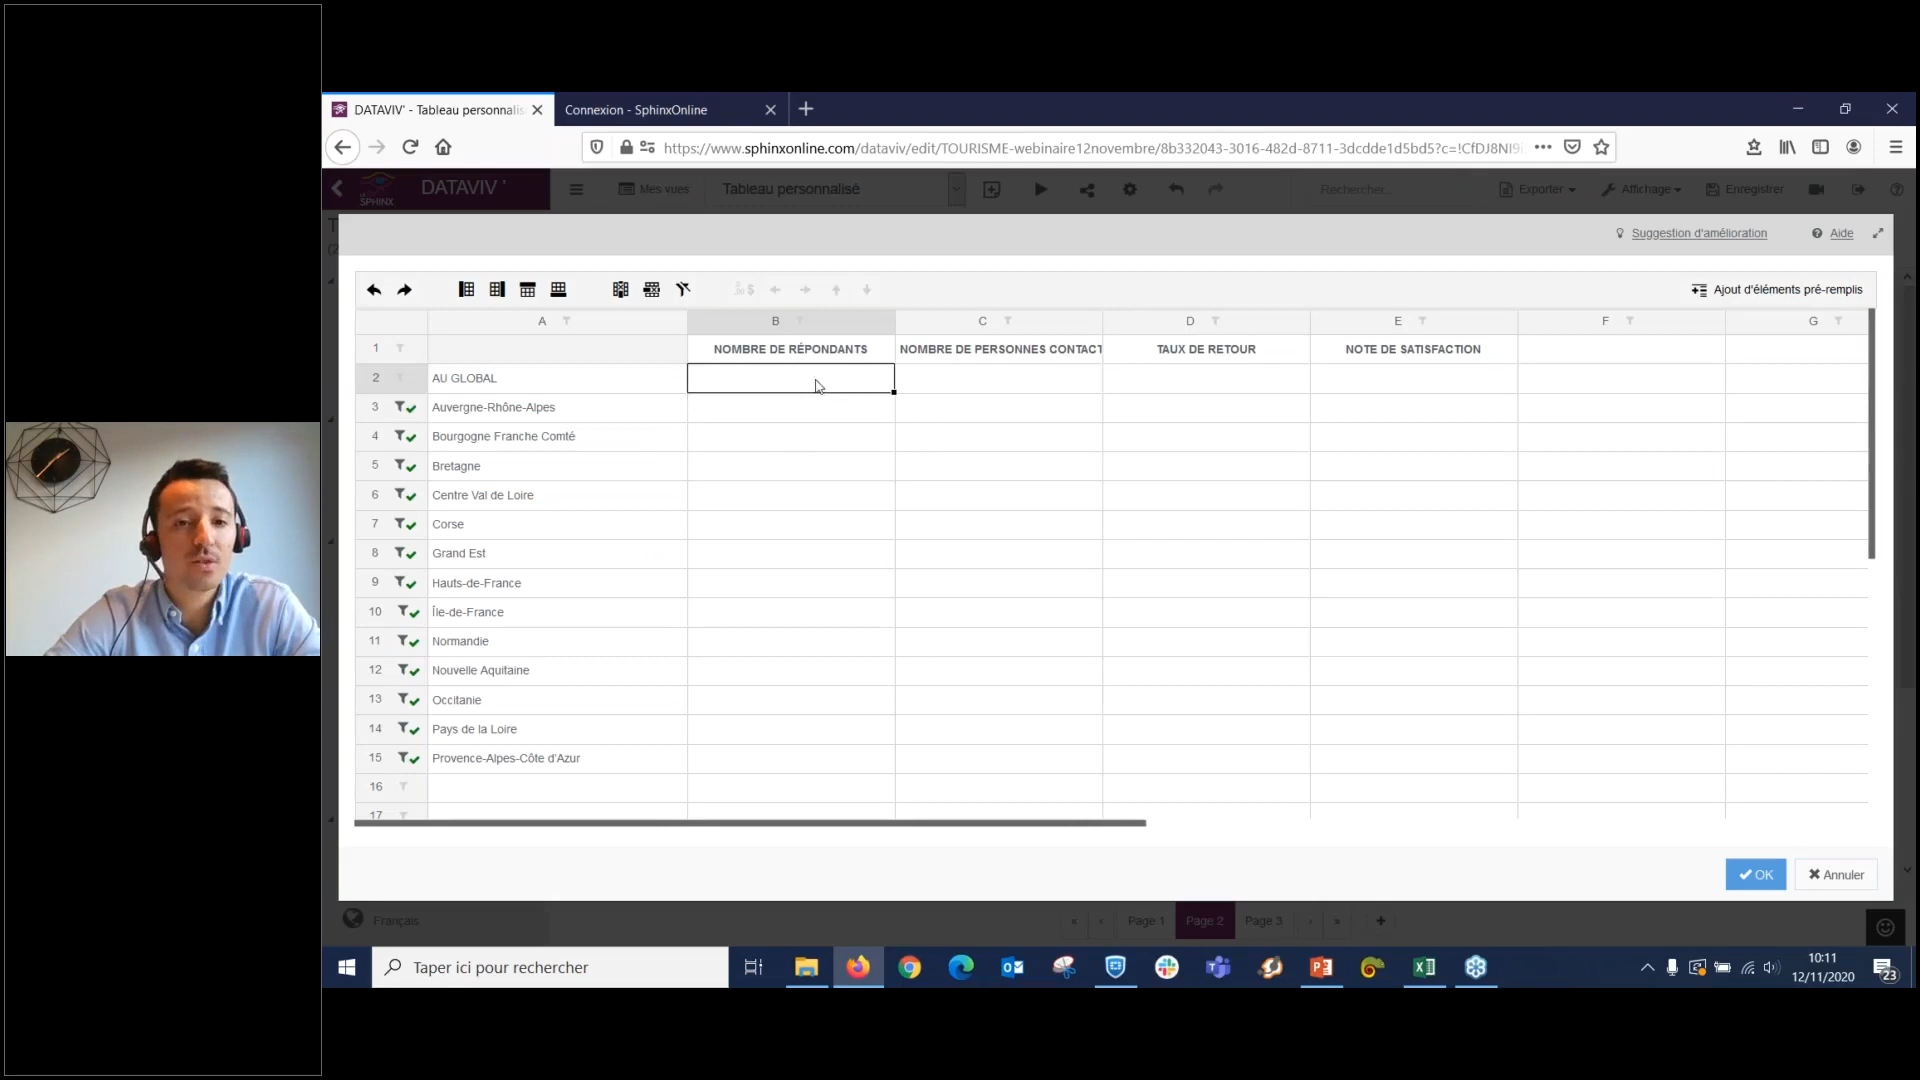 DATAVIV' - Tableau personnalis
Connexion - SphinxOnline
https://www.sphinxonline.com/dataviv/edit/TOURISME-webinaire12novembre/8b332043-3016-482d-8711-3dcdde1d5bd5?c=!CfDJ8NI9
LE SPHINX
DATAVIV '
Mes vues
Tableau personnalisé
Rechercher...
Exporter
Affichage
Enregistrer
Suggestion d'amélioration
Aide
Ajout d'éléments pré-remplis
A B C D E F G
1 NOMBRE DE RÉPONDANTS NOMBRE DE PERSONNES CONTACT TAUX DE RETOUR NOTE DE SATISFACTION
2 AU GLOBAL
3 Auvergne-Rhône-Alpes
4 Bourgogne Franche Comté
5 Bretagne
6 Centre Val de Loire
7 Corse
8 Grand Est
9 Hauts-de-France
10 Île-de-France
11 Normandie
12 Nouvelle Aquitaine
13 Occitanie
14 Pays de la Loire
15 Provence-Alpes-Côte d'Azur
16
17
OK
Annuler
Français
« ‹ Page 1 Page 2 Page 3 › » +
Taper ici pour rechercher
10:11
12/11/2020
23